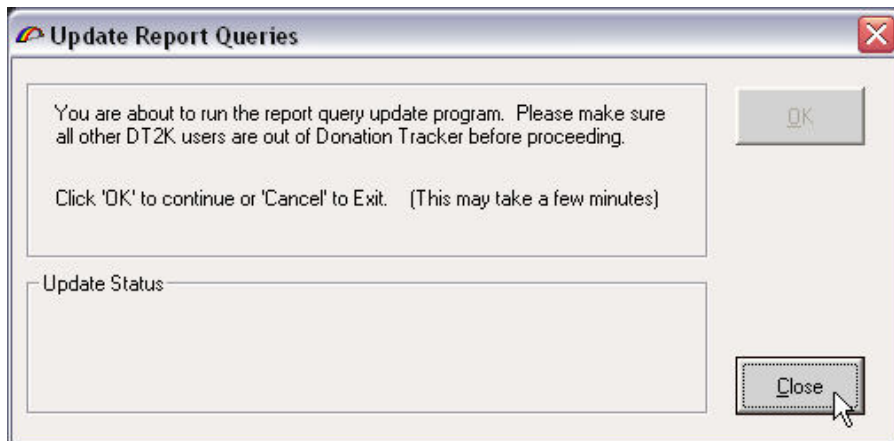 Update Report Queries
You are about to run the report query update program.  Please make sure
all other DT2K users are out of Donation Tracker before proceeding.
OK
Click 'OK' to continue or 'Cancel' to Exit.   (This may take a few minutes)
Update Status
Close